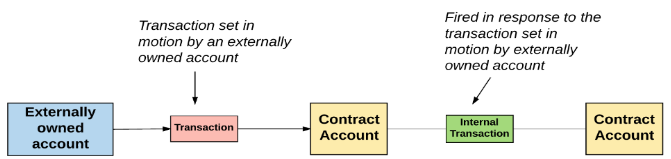 Transaction set in
motion by an externally
owned account
Fired in response to the
transaction set in
motion by externally
owned account
Externally
owned
account
Transaction
Contract
Account
Internal
Transaction
Contract
Account